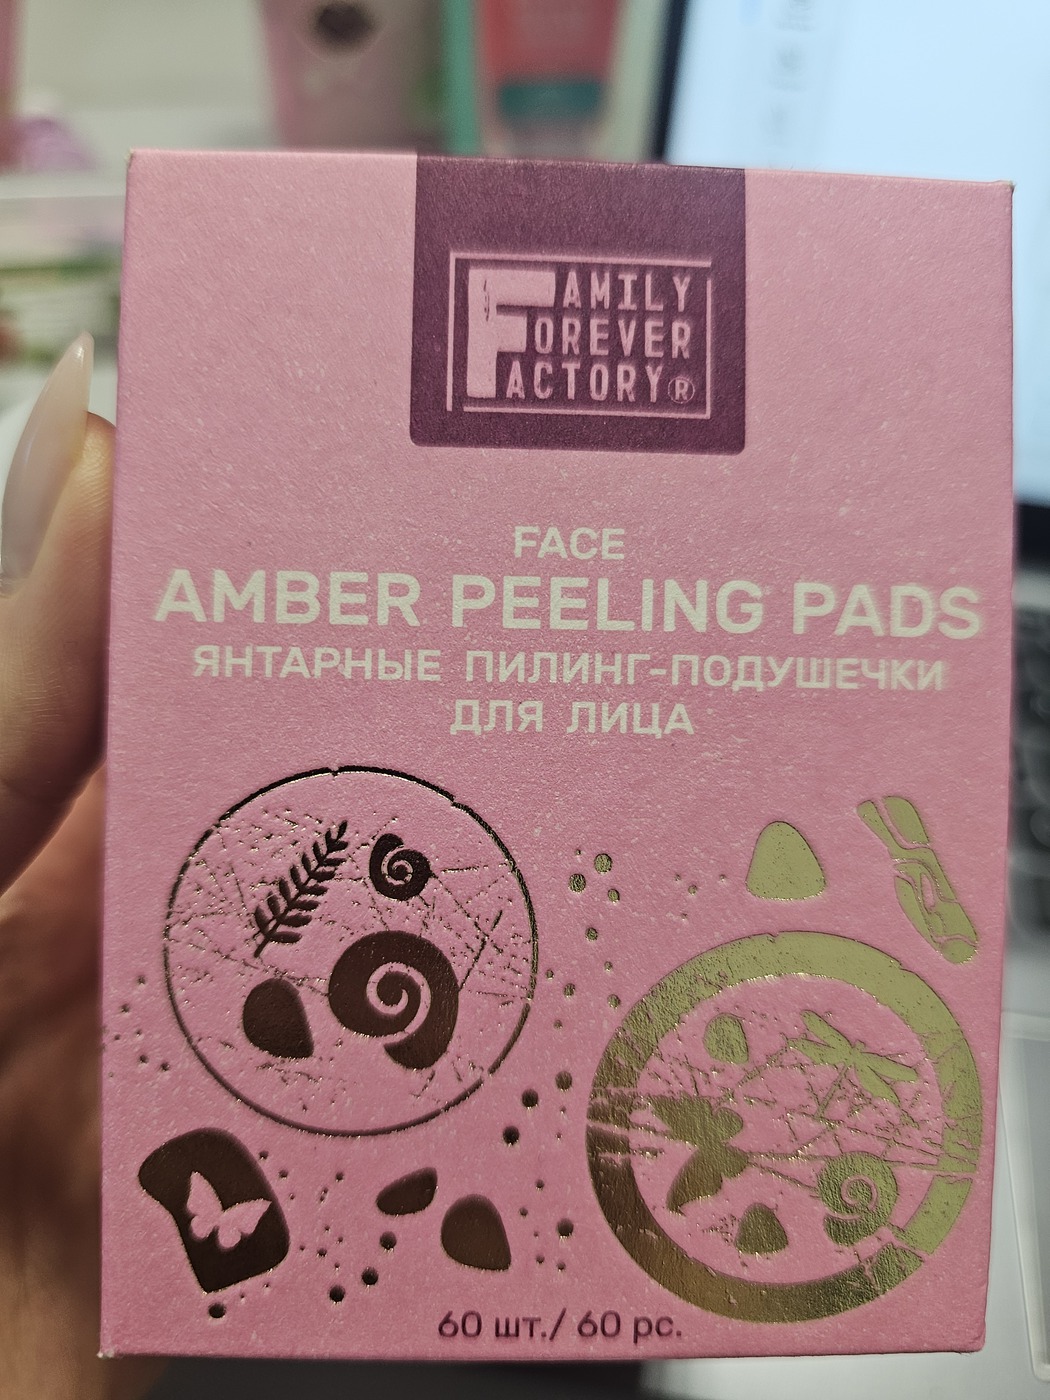 FAMILY
FOREVER
FACTORY®
FACE
AMBER PEELING PADS
ЯНТАРНЫЕ ПИЛИНГ-ПОДУШЕЧКИ
ДЛЯ ЛИЦА
60 шт./ 60 pc.